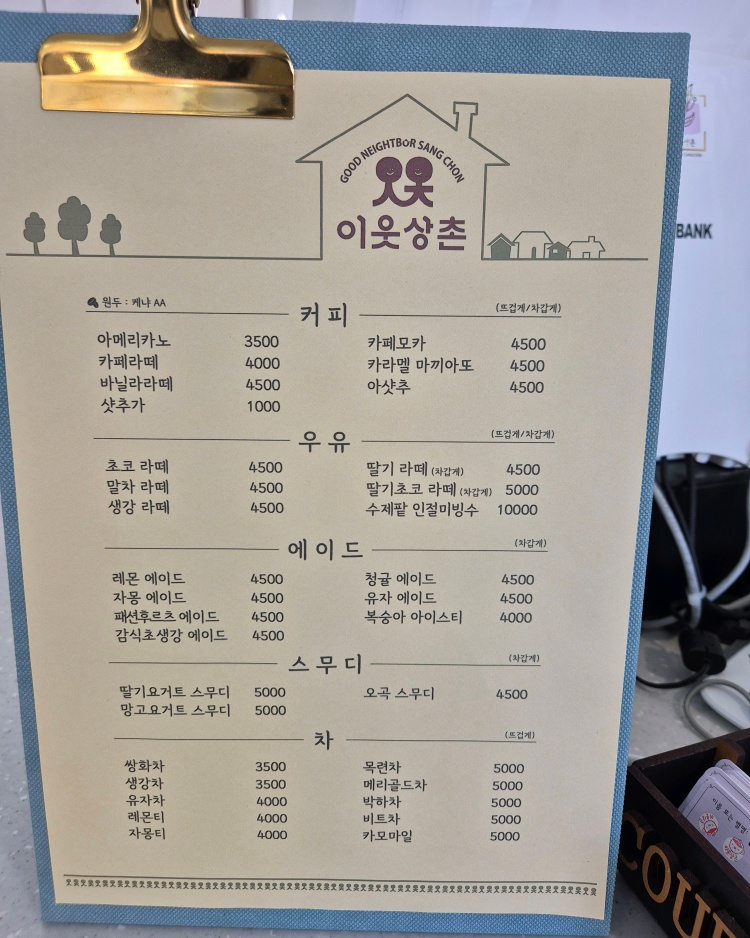 GOOD NEIGHTBOR SANG CHON
이웃상촌
BANK
원두 : 케냐 AA
커피
(뜨겁게/차갑게)
아메리카노 3500
카페모카 4500
카페라떼 4000
카라멜 마끼아또 4500
바닐라라떼 4500
아샷추 4500
샷추가 1000
우유
(뜨겁게/차갑게)
초코 라떼 4500
딸기 라떼 (차갑게) 4500
말차 라떼 4500
딸기초코 라떼 (차갑게) 5000
생강 라떼 4500
수제팥 인절미빙수 10000
에이드
(차갑게)
레몬 에이드 4500
청귤 에이드 4500
자몽 에이드 4500
유자 에이드 4500
패션후르츠 에이드 4500
복숭아 아이스티 4000
감식초생강 에이드 4500
스무디
(차갑게)
딸기요거트 스무디 5000
오곡 스무디 4500
망고요거트 스무디 5000
차
(뜨겁게)
쌍화차 3500
목련차 5000
생강차 3500
메리골드차 5000
유자차 4000
박하차 5000
레몬티 4000
비트차 5000
자몽티 4000
카모마일 5000
COU